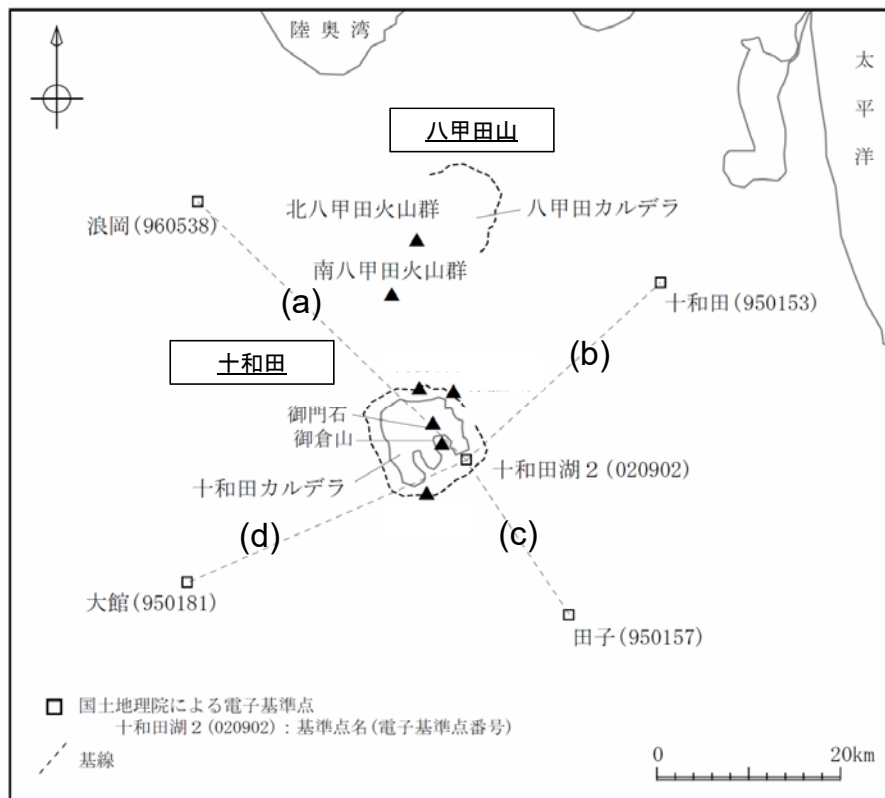 陸奥湾
太平洋
八甲田山
北八甲田火山群
八甲田カルデラ
浪岡(960538)
南八甲田火山群
十和田(950153)
(a)
(b)
十和田
御門石
御倉山
十和田湖2(020902)
十和田カルデラ
(d)
(c)
大館(950181)
田子(950157)
国土地理院による電子基準点
十和田湖2(020902)：基準点名(電子基準点番号)
基線
0
20km